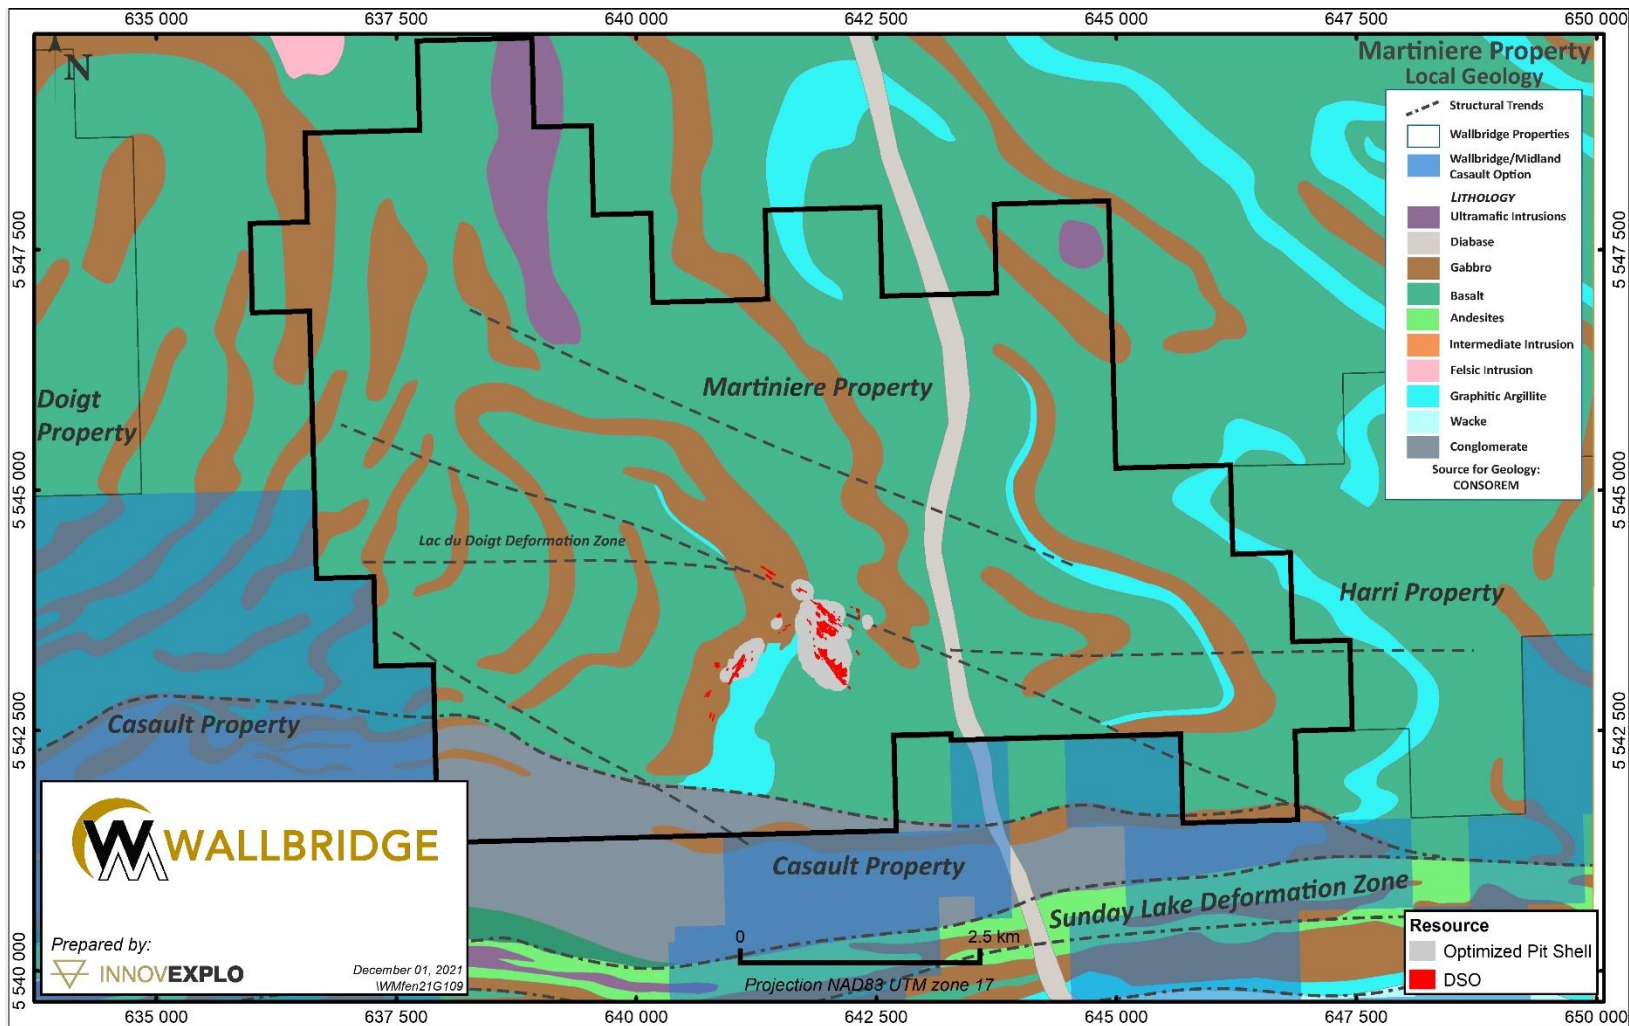 635 000
637 500
640 000
642 500
645 000
647 500
650 000
N
Martiniere Property
Local Geology
Structural Trends
Wallbridge Properties
Wallbridge/Midland
Casault Option
LITHOLOGY
Ultramafic Intrusions
Diabase
Gabbro
Basalt
Andesites
Intermediate Intrusion
Felsic Intrusion
Graphitic Argillite
Wacke
Conglomerate
Source for Geology:
CONSOREM
5 547 500
5 547 500
Martiniere Property
Doigt
Property
5 545 000
5 545 000
Lac du Doigt Deformation Zone
Harri Property
Casault Property
5 542 500
5 542 500
WM WALLBRIDGE
Casault Property
Sunday Lake Deformation Zone
Prepared by:
INNOVEXPLO
December 01, 2021
\WMfen21G109
0
2.5 km
Projection NAD83 UTM zone 17
Resource
Optimized Pit Shell
DSO
5 540 000
5 540 000
635 000
637 500
640 000
642 500
645 000
647 500
650 000